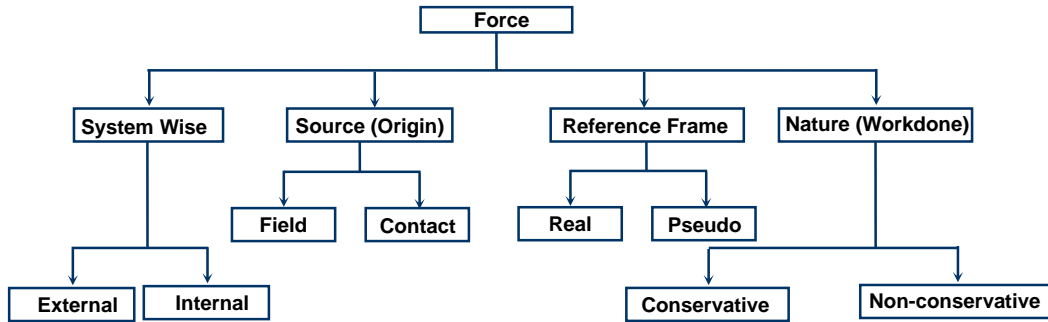 Force
System Wise
Source (Origin)
Reference Frame
Nature (Workdone)
Field
Contact
Real
Pseudo
External
Internal
Conservative
Non-conservative